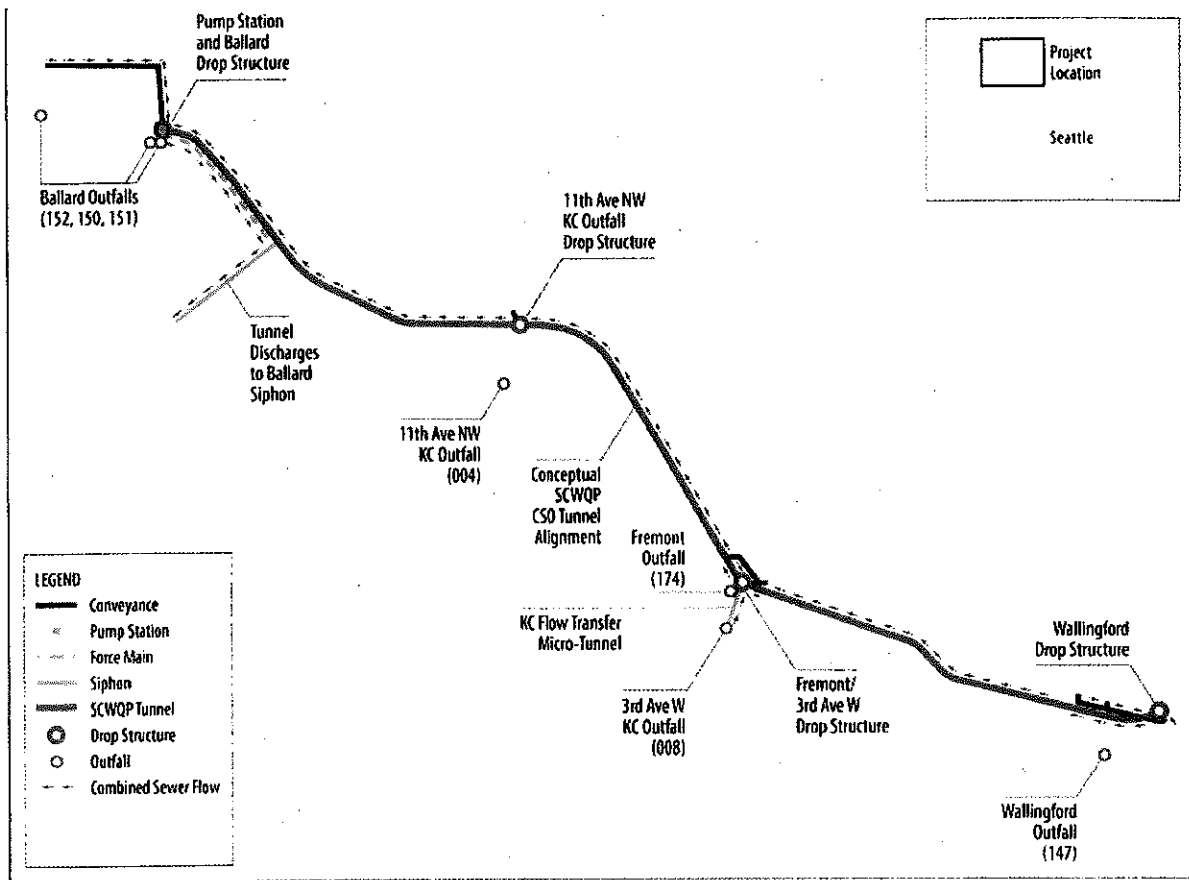 Pump Station
and Ballard
Drop Structure
Project
Location
Seattle
Ballard Outfalls
(152, 150, 151)
11th Ave NW
KC Outfall
Drop Structure
Tunnel
Discharges
to Ballard
Siphon
11th Ave NW
KC Outfall
(004)
Conceptual
SCWQP
CSO Tunnel
Alignment
Fremont
Outfall
(174)
KC Flow Transfer
Micro-Tunnel
3rd Ave W
KC Outfall
(008)
Fremont/
3rd Ave W
Drop Structure
Wallingford
Drop Structure
Wallingford
Outfall
(147)
LEGEND
Conveyance
Pump Station
Force Main
Siphon
SCWQP Tunnel
Drop Structure
Outfall
Combined Sewer Flow